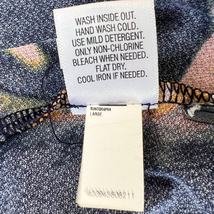 WASH INSIDE OUT.
HAND WASH COLD.
USE MILD DETERGENT.
ONLY NON-CHLORINE
BLEACH WHEN NEEDED.
FLAT DRY.
COOL IRON IF NEEDED.
LARGE